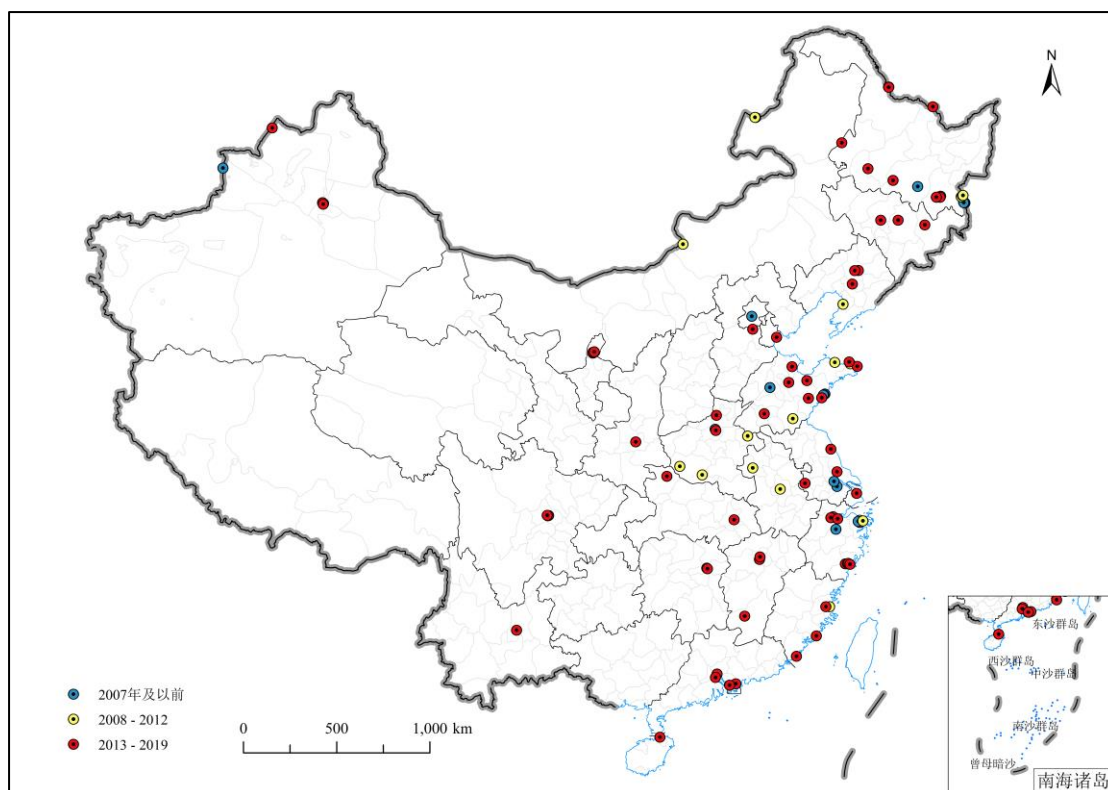 N
2007年及以前
2008 - 2012
2013 - 2019
0
500
1,000 km
东沙群岛
西沙群岛
中沙群岛
南沙群岛
曾母暗沙
南海诸岛